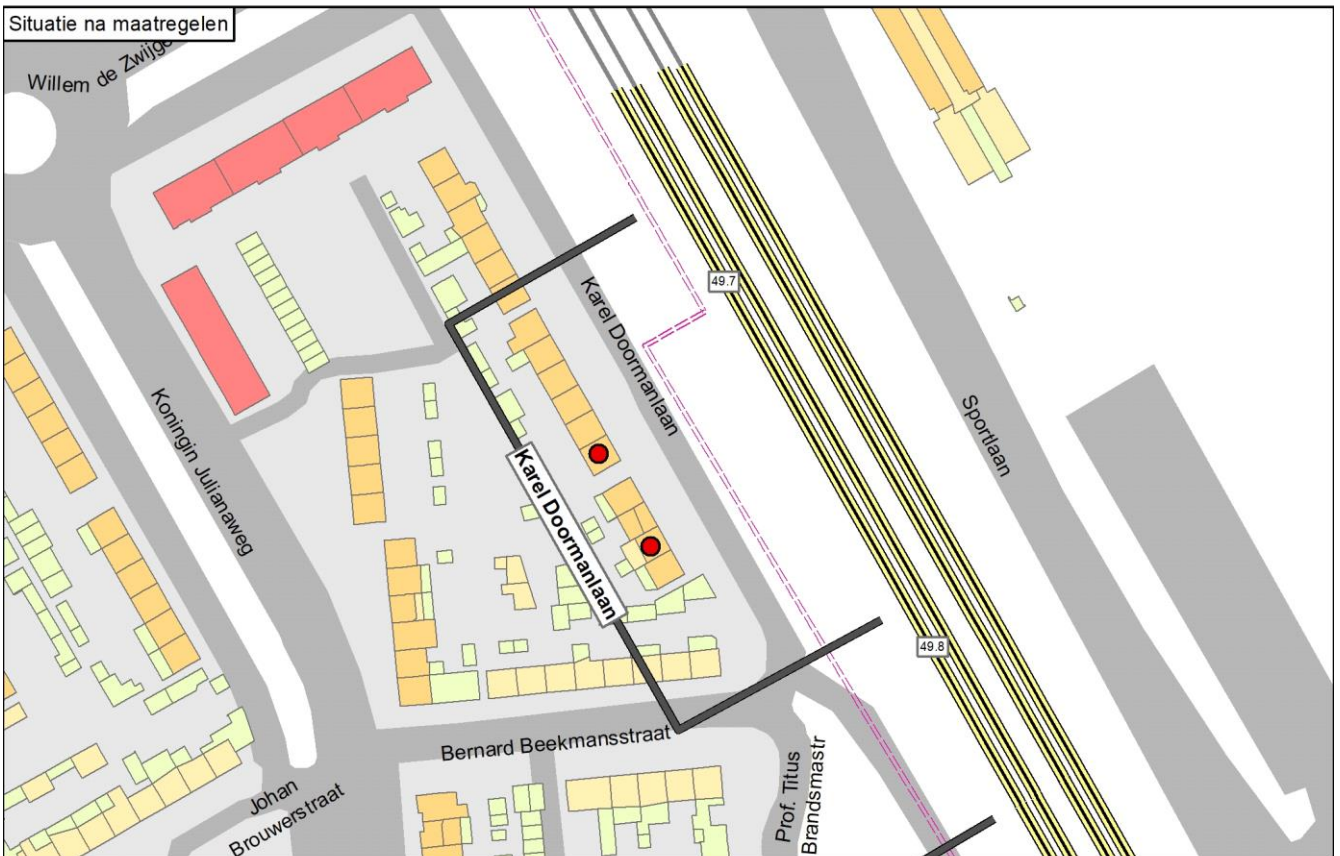 Situatie na maatregelen
Willem de Zwijge
49.7
Karel Doormanlaan
Koningin Julianaweg
Sportlaan
Karel Doormanlaan
49.8
Bernard Beekmansstraat
Johan
Brouwerstraat
Prof. Titus
Brandsmastr